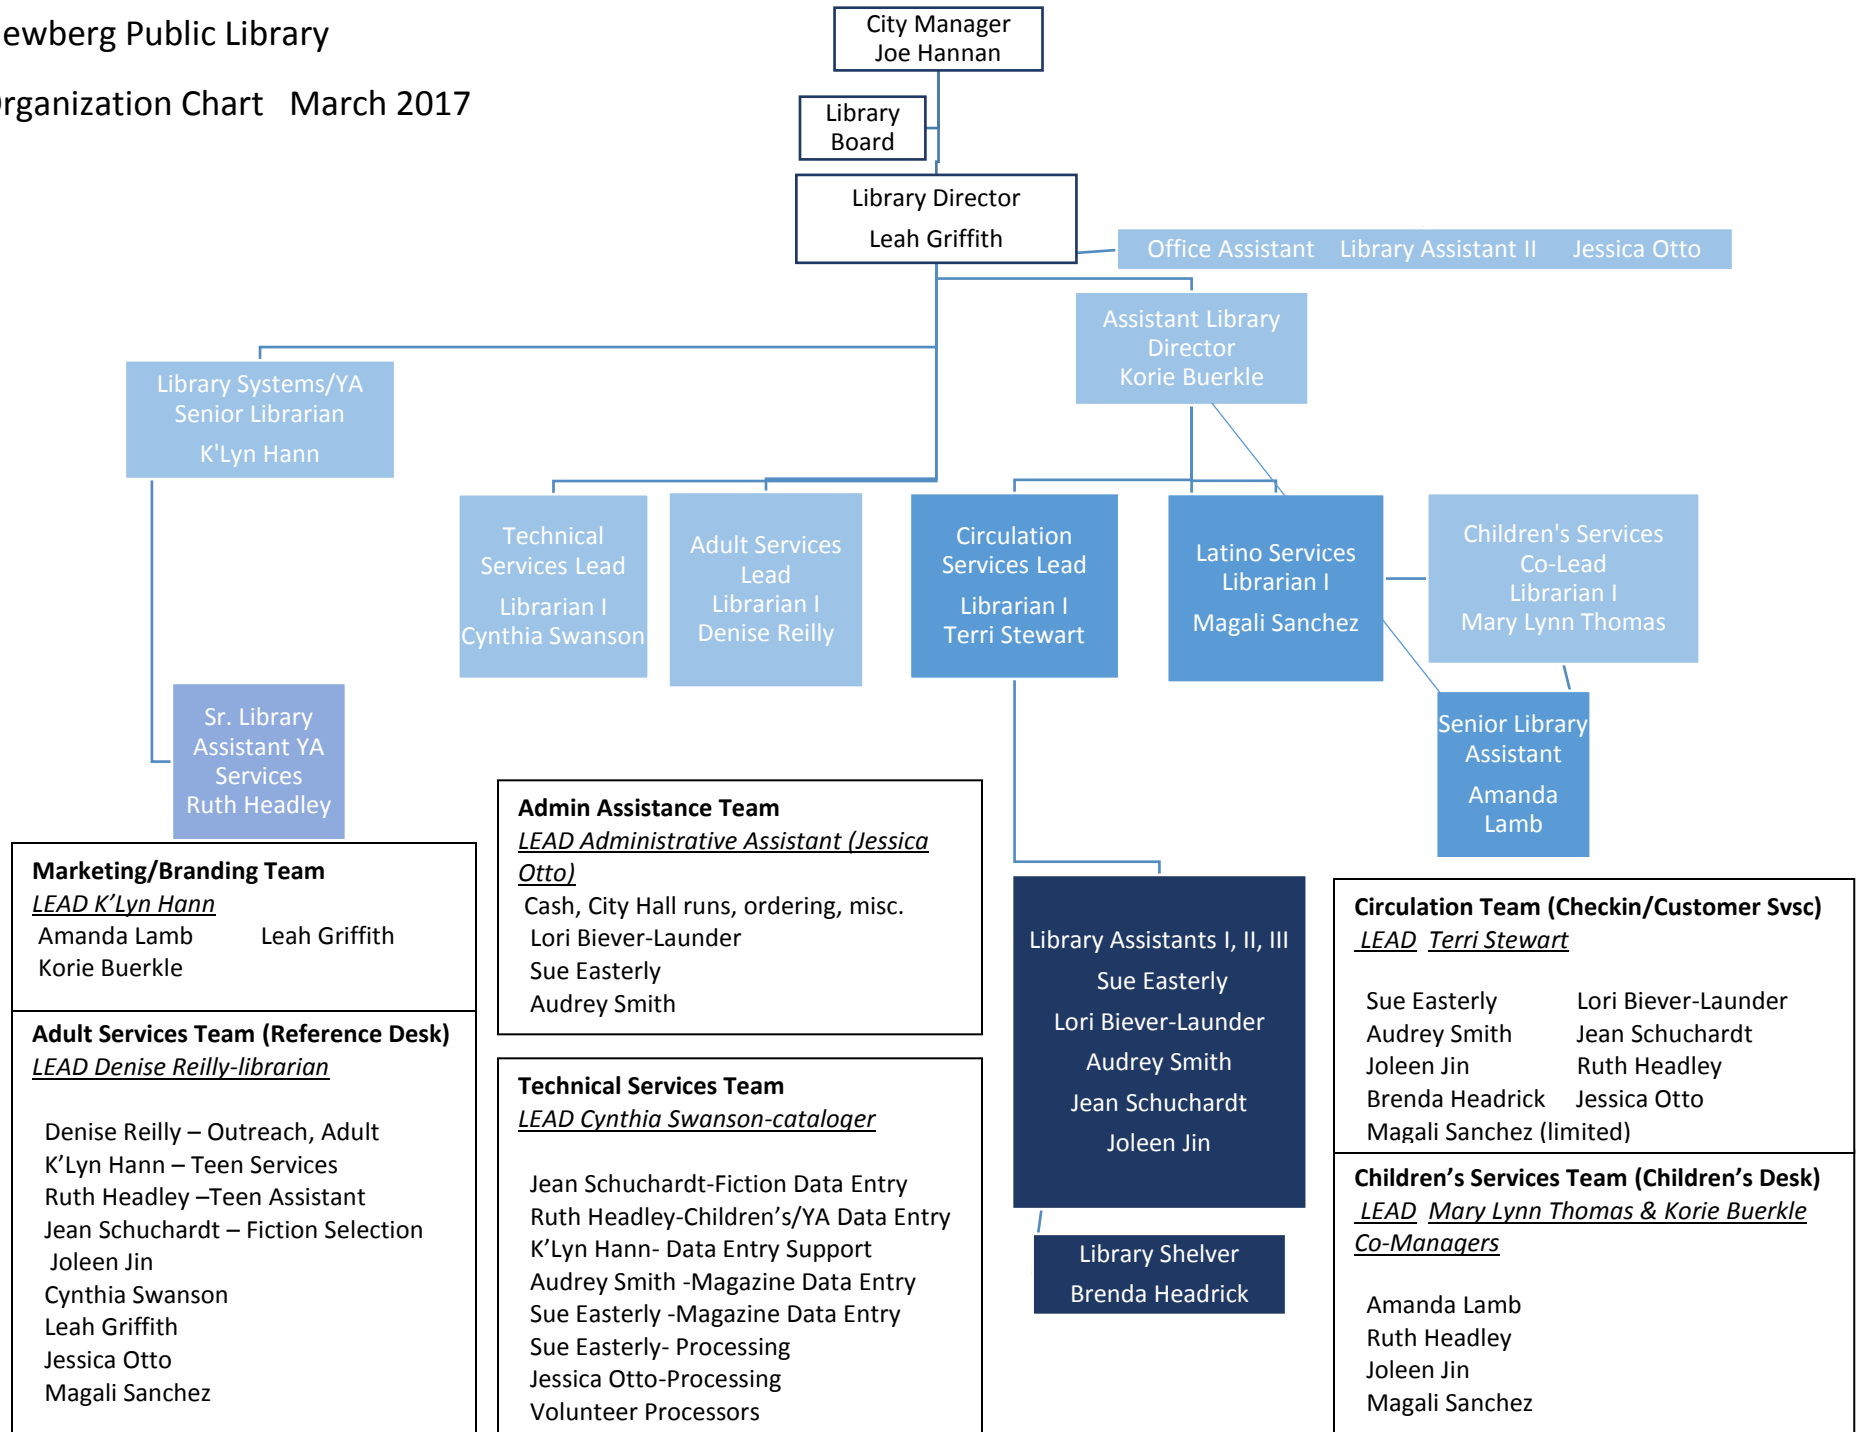 ewberg Public Library
rganization Chart   March 2017
City Manager
Joe Hannan
Library
Board
Library Director
Leah Griffith
Office Assistant    Library Assistant II    Jessica Otto
Assistant Library
Director
Korie Buerkle
Library Systems/YA
Senior Librarian
K'Lyn Hann
Technical
Services Lead
Librarian I
Cynthia Swanson
Adult Services
Lead
Librarian I
Denise Reilly
Circulation
Services Lead
Librarian I
Terri Stewart
Latino Services
Librarian I
Magali Sanchez
Children's Services
Co-Lead
Librarian I
Mary Lynn Thomas
Sr. Library
Assistant YA
Services
Ruth Headley
Senior Library
Assistant
Amanda
Lamb
Marketing/Branding Team
LEAD K’Lyn Hann
Amanda Lamb    Leah Griffith
Korie Buerkle
Adult Services Team (Reference Desk)
LEAD Denise Reilly-librarian
Denise Reilly – Outreach, Adult
K’Lyn Hann – Teen Services
Ruth Headley –Teen Assistant
Jean Schuchardt – Fiction Selection
Joleen Jin
Cynthia Swanson
Leah Griffith
Jessica Otto
Magali Sanchez
Admin Assistance Team
LEAD Administrative Assistant (Jessica
Otto)
Cash, City Hall runs, ordering, misc.
Lori Biever-Launder
Sue Easterly
Audrey Smith
Technical Services Team
LEAD Cynthia Swanson-cataloger
Jean Schuchardt-Fiction Data Entry
Ruth Headley-Children’s/YA Data Entry
K’Lyn Hann- Data Entry Support
Audrey Smith -Magazine Data Entry
Sue Easterly -Magazine Data Entry
Sue Easterly- Processing
Jessica Otto-Processing
Volunteer Processors
Library Assistants I, II, III
Sue Easterly
Lori Biever-Launder
Audrey Smith
Jean Schuchardt
Joleen Jin
Library Shelver
Brenda Headrick
Circulation Team (Checkin/Customer Svsc)
LEAD  Terri Stewart
Sue Easterly    Lori Biever-Launder
Audrey Smith    Jean Schuchardt
Joleen Jin    Ruth Headley
Brenda Headrick    Jessica Otto
Magali Sanchez (limited)
Children’s Services Team (Children’s Desk)
LEAD  Mary Lynn Thomas & Korie Buerkle
Co-Managers
Amanda Lamb
Ruth Headley
Joleen Jin
Magali Sanchez